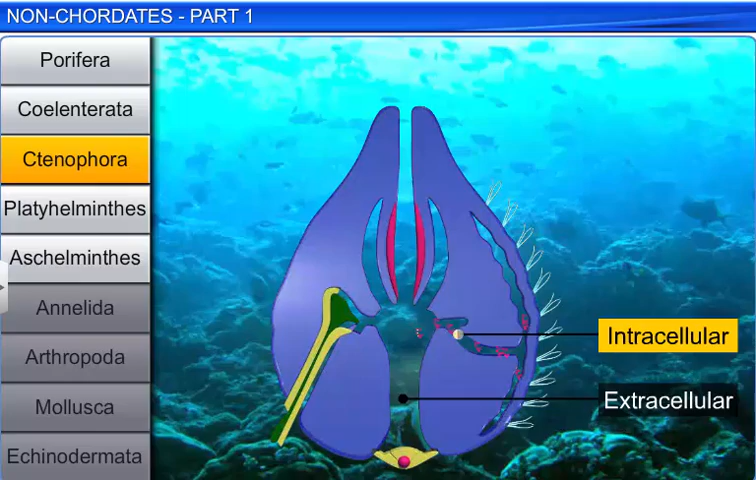 NON-CHORDATES - PART 1
Porifera
Coelenterata
Ctenophora
Platyhelminthes
Aschelminthes
Annelida
Arthropoda
Mollusca
Echinodermata
Intracellular
Extracellular